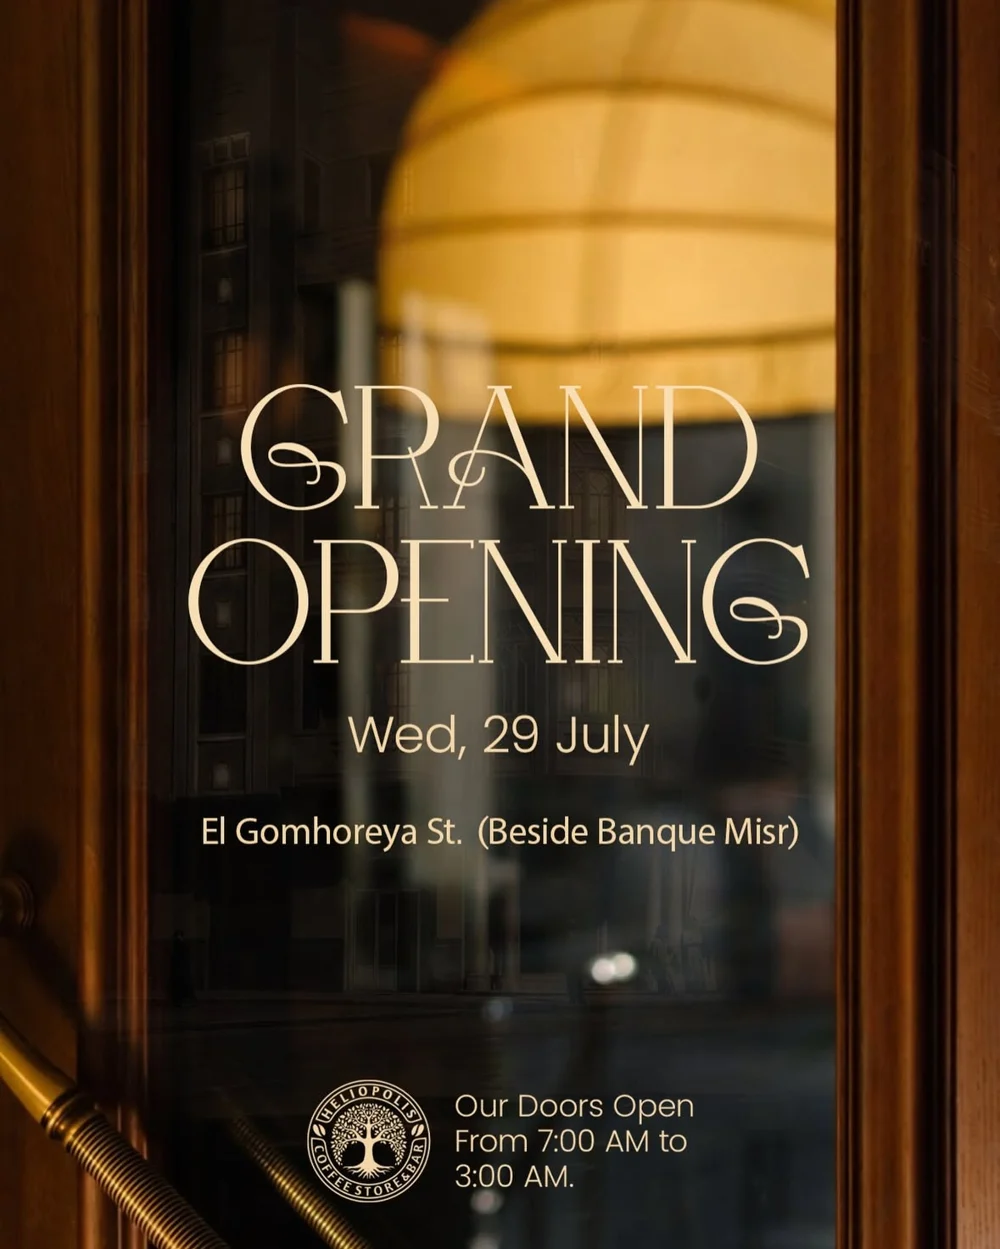 GRAND
OPENING
Wed, 29 July
El Gomhoreya St. (Beside Banque Misr)
HELIOPOLIS
COFFEE STORE & BAR
Our Doors Open
From 7:00 AM to
3:00 AM.